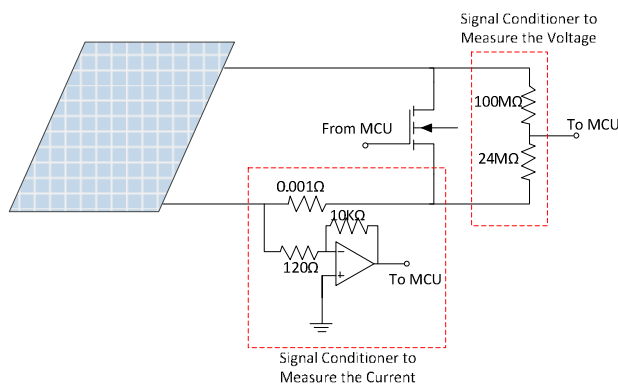 Signal Conditioner to
Measure the Voltage
100MΩ
From MCU
To MCU
24MΩ
0.001Ω
10KΩ
120Ω
To MCU
Signal Conditioner to
Measure the Current